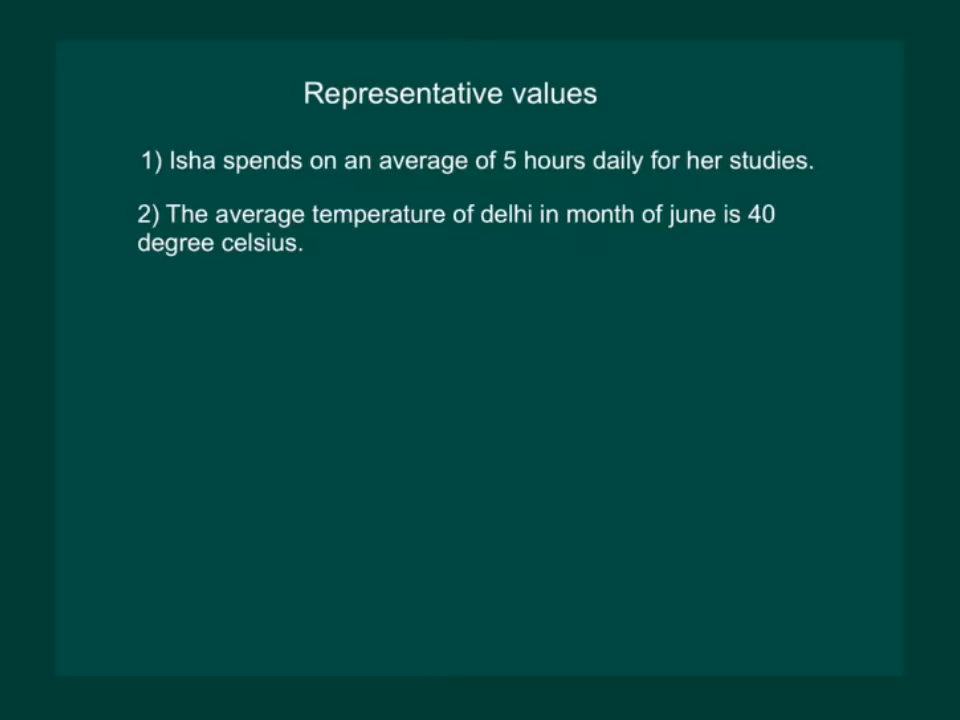 Representative values
1) Isha spends on an average of 5 hours daily for her studies.
2) The average temperature of delhi in month of june is 40
degree celsius.